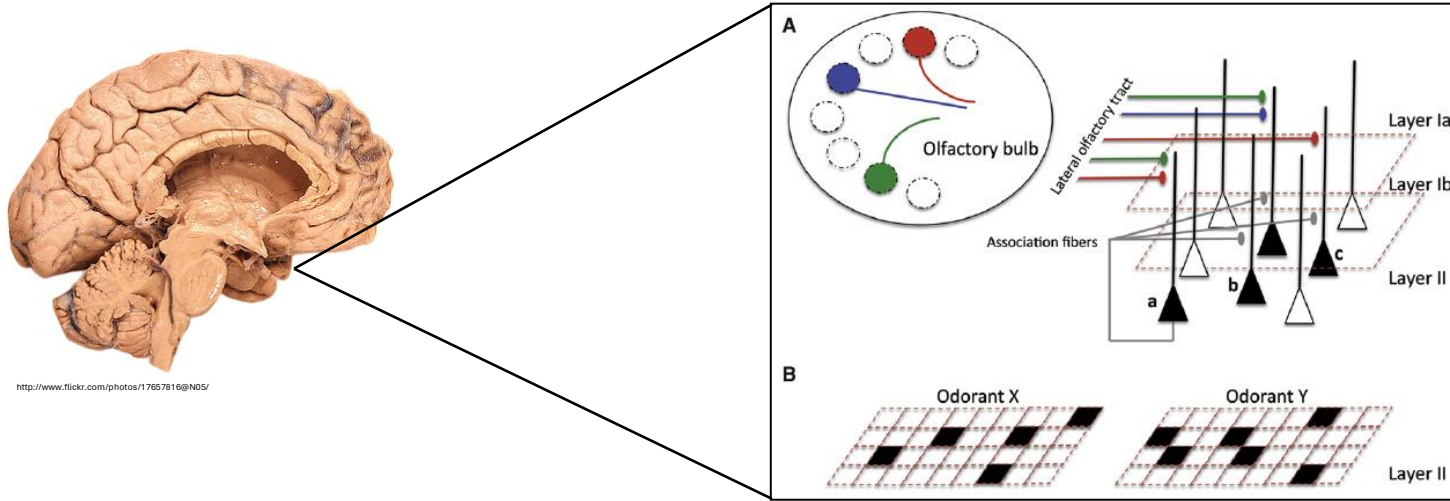 A
Olfactory bulb
Lateral olfactory tract
Layer Ia
Layer Ib
Association fibers
Layer II
a
b
c
http://www.flickr.com/photos/17657816@N05/
B
Odorant X
Odorant Y
Layer II